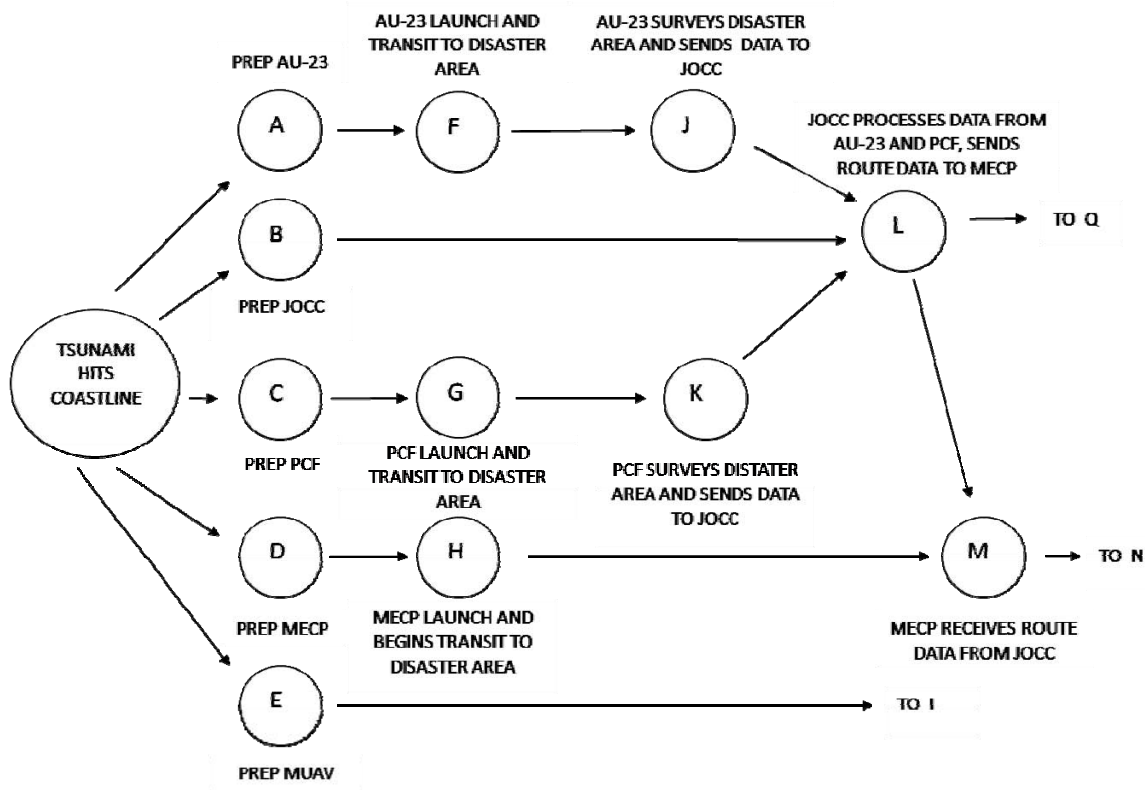 AU-23 LAUNCH AND
TRANSIT TO DISASTER
AREA
AU-23 SURVEYS DISASTER
AREA AND SENDS DATA TO
JOCC
PREP AU-23
A
F
J
JOCC PROCESSES DATA FROM
AU-23 AND PCF, SENDS
ROUTE DATA TO MECP
B
L
TO Q
PREP JOCC
TSUNAMI
HITS
COASTLINE
C
G
K
PREP PCF
PCF LAUNCH AND
TRANSIT TO DISASTER
AREA
PCF SURVEYS DISTATER
AREA AND SENDS DATA
TO JOCC
D
H
M
TO N
PREP MECP
MECP LAUNCH AND
BEGINS TRANSIT TO
DISASTER AREA
MECP RECEIVES ROUTE
DATA FROM JOCC
E
TO I
PREP MUAV